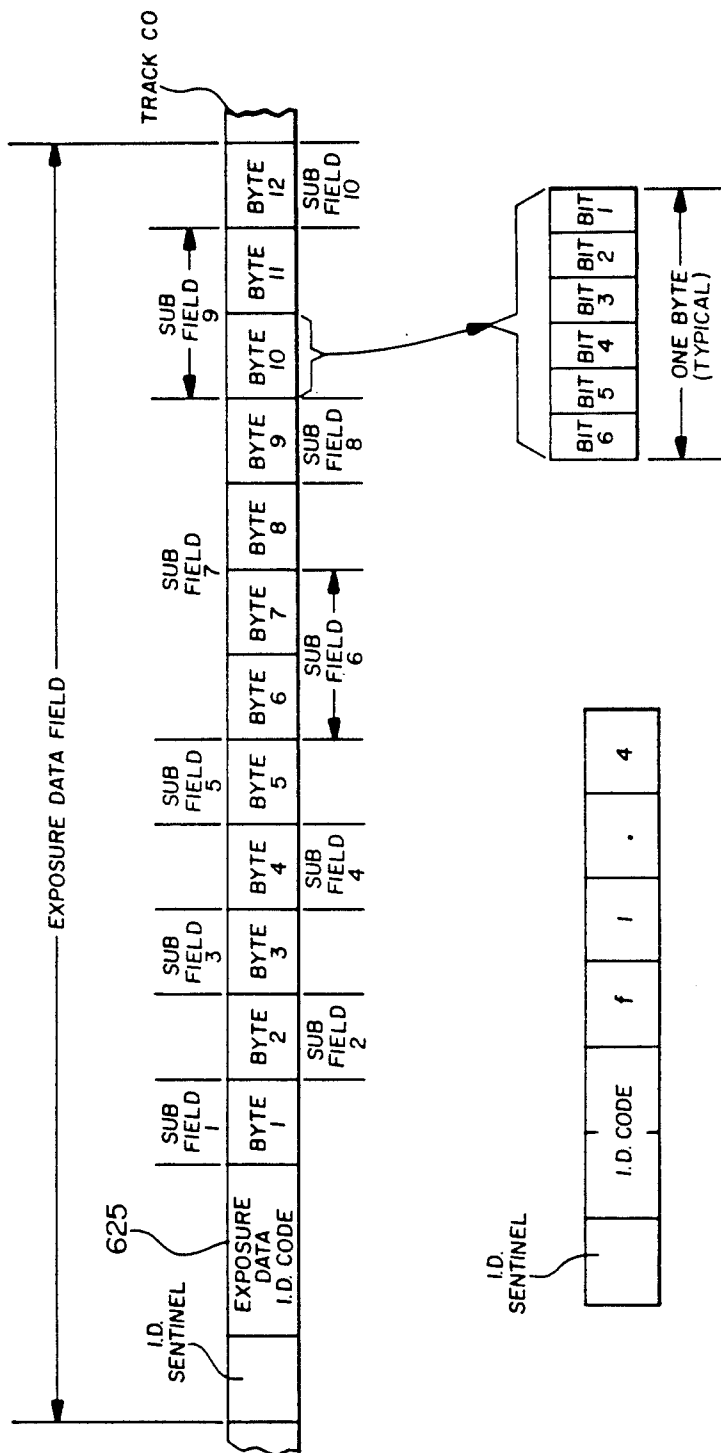 EXPOSURE DATA FIELD
TRACK CO
625
I.D.
SENTINEL
SUB
FIELD
1
SUB
FIELD
3
SUB
FIELD
5
SUB
FIELD
7
SUB
FIELD
9
EXPOSURE
DATA
I.D. CODE
BYTE
1
BYTE
2
BYTE
3
BYTE
4
BYTE
5
BYTE
6
BYTE
7
BYTE
8
BYTE
9
BYTE
10
BYTE
11
BYTE
12
SUB
FIELD
2
SUB
FIELD
4
SUB
FIELD
6
SUB
FIELD
8
SUB
FIELD
10
BIT
6
BIT
5
BIT
4
BIT
3
BIT
2
BIT
1
ONE BYTE
(TYPICAL)
I.D.
SENTINEL
I.D. CODE
f
1
.
4